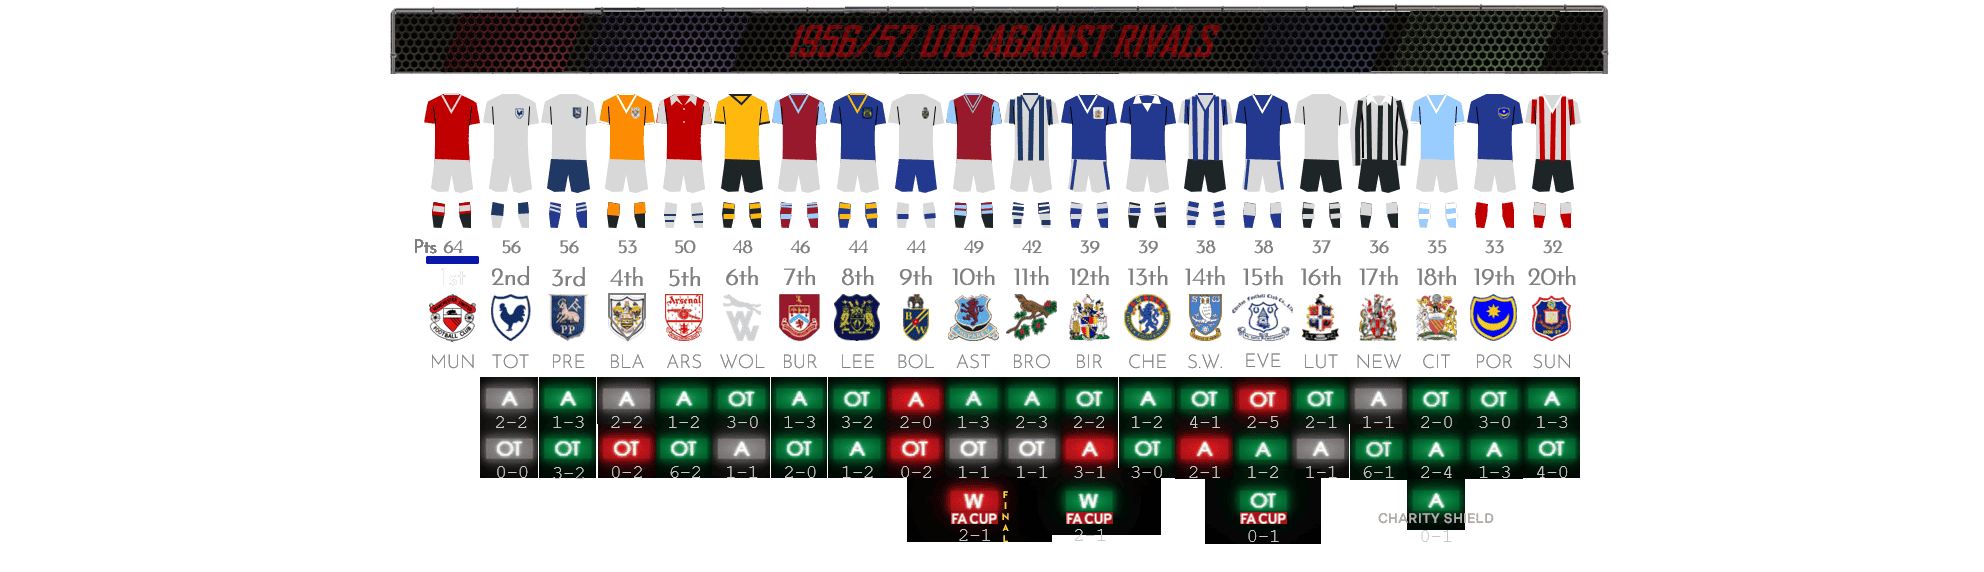 1956/57 UTD AGAINST RIVALS
Pts 64 56 56 53 50 48 46 44 44 49 42 39 39 38 38 37 36 35 33 32
1st 2nd 3rd 4th 5th 6th 7th 8th 9th 10th 11th 12th 13th 14th 15th 16th 17th 18th 19th 20th
MUN TOT PRE BLA ARS WOL BUR LEE BOL AST BRO BIR CHE S.W. EVE LUT NEW CIT POR SUN
A A A A OT A OT A A A OT A OT OT OT A OT OT A
2-2 1-3 2-2 1-2 3-0 1-3 3-2 2-0 1-3 2-3 2-2 1-2 4-1 2-5 2-1 1-1 2-0 3-0 1-3
OT OT OT OT A OT A OT OT OT A OT A A A OT A A OT
0-0 3-2 0-2 6-2 1-1 2-0 1-2 0-2 1-1 1-1 3-1 3-0 2-1 1-2 1-1 6-1 2-4 1-3 4-0
W W OT A
FA CUP FINAL FA CUP FA CUP CHARITY SHIELD
2-1 2-1 0-1 0-1